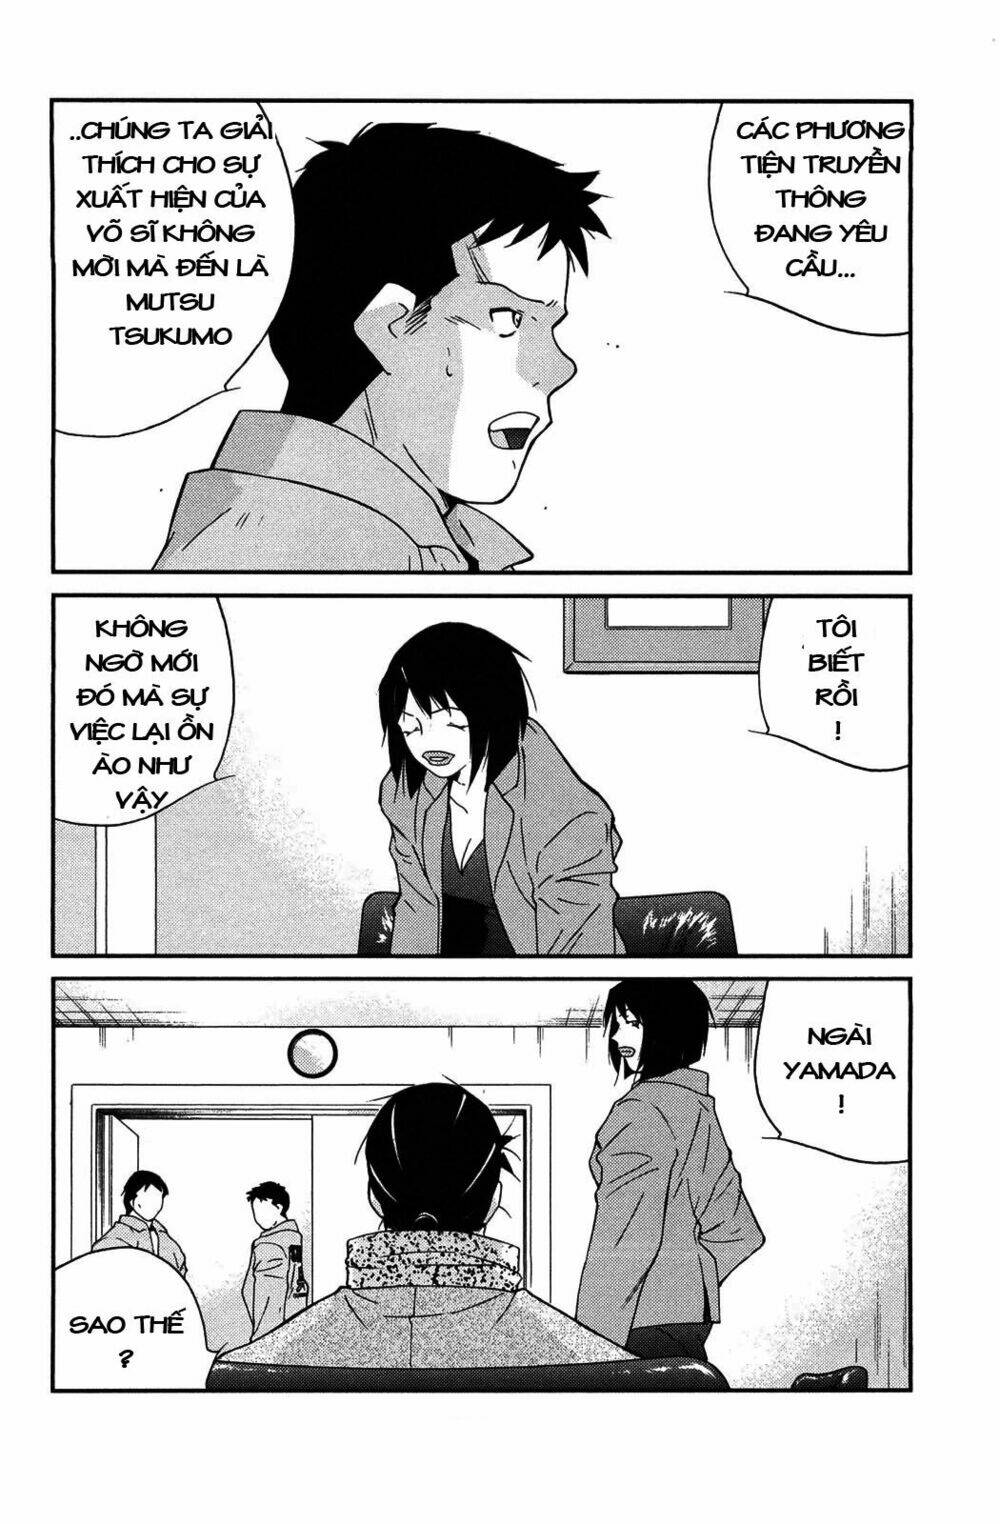 CÁC PHƯƠNG
TIỆN TRUYỀN
THÔNG
ĐANG YÊU
CẦU...
..CHÚNG TA GIẢI
THÍCH CHO SỰ
XUẤT HIỆN CỦA
VÕ SĨ KHÔNG
MỜI MÀ ĐẾN LÀ
MUTSU
TSUKUMO
TÔI
BIẾT
RỒI
!
KHÔNG
NGỜ MỚI
ĐÓ MÀ SỰ
VIỆC LẠI ỒN
ÀO NHƯ
VẬY
NGÀI
YAMADA
!
SAO THẾ
?